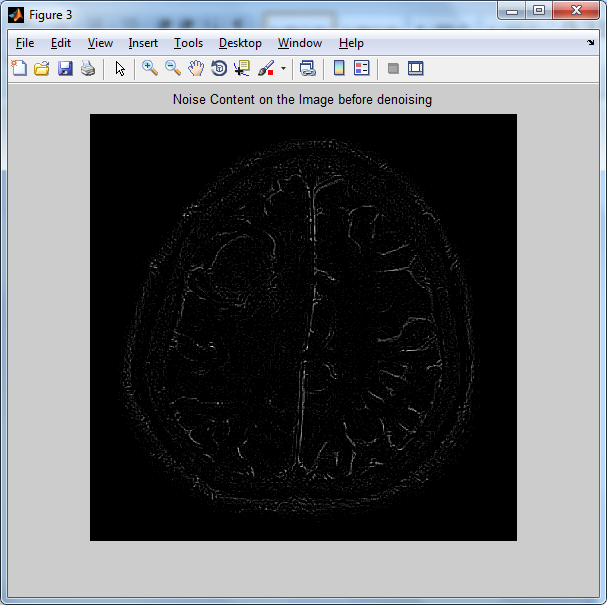 Figure 3
File Edit View Insert Tools Desktop Window Help
Noise Content on the Image before denoising